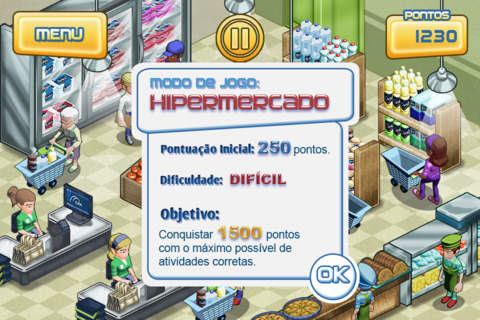 MENU
PONTOS
1230
MODO DE JOGO:
HIPERMERCADO
Pontuação Inicial: 250 pontos.
Dificuldade: DIFÍCIL
Objetivo:
Conquistar 1500 pontos
com o máximo possível de
atividades corretas.
OK